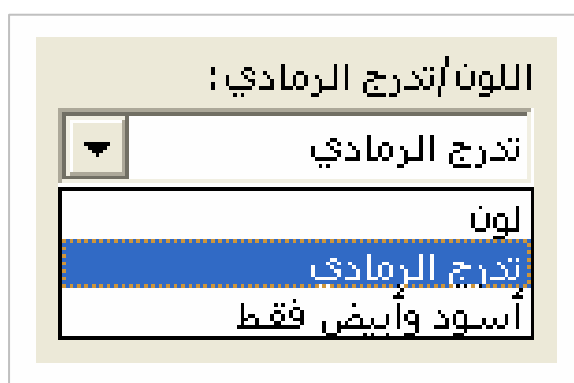 اللون/تدرج الرمادي:
تدرج الرمادي
لون
تدرج الرمادي
أسود وأبيض فقط